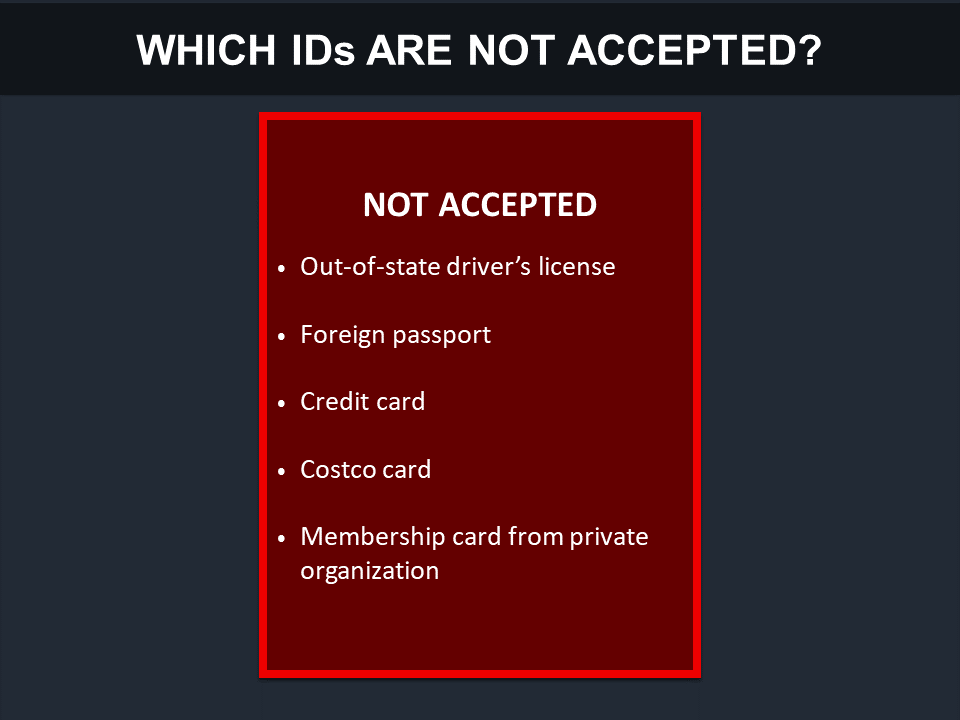 WHICH IDs ARE NOT ACCEPTED?
NOT ACCEPTED
• Out-of-state driver’s license
• Foreign passport
• Credit card
• Costco card
• Membership card from private
organization